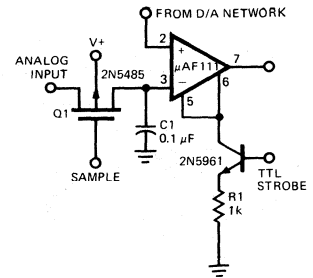 FROM D/A NETWORK
V+
2
+
7
ANALOG
INPUT
2N5485
μAF111
3
−
6
5
Q1
C1
0.1 μF
2N5961
SAMPLE
TTL
STROBE
R1
1k